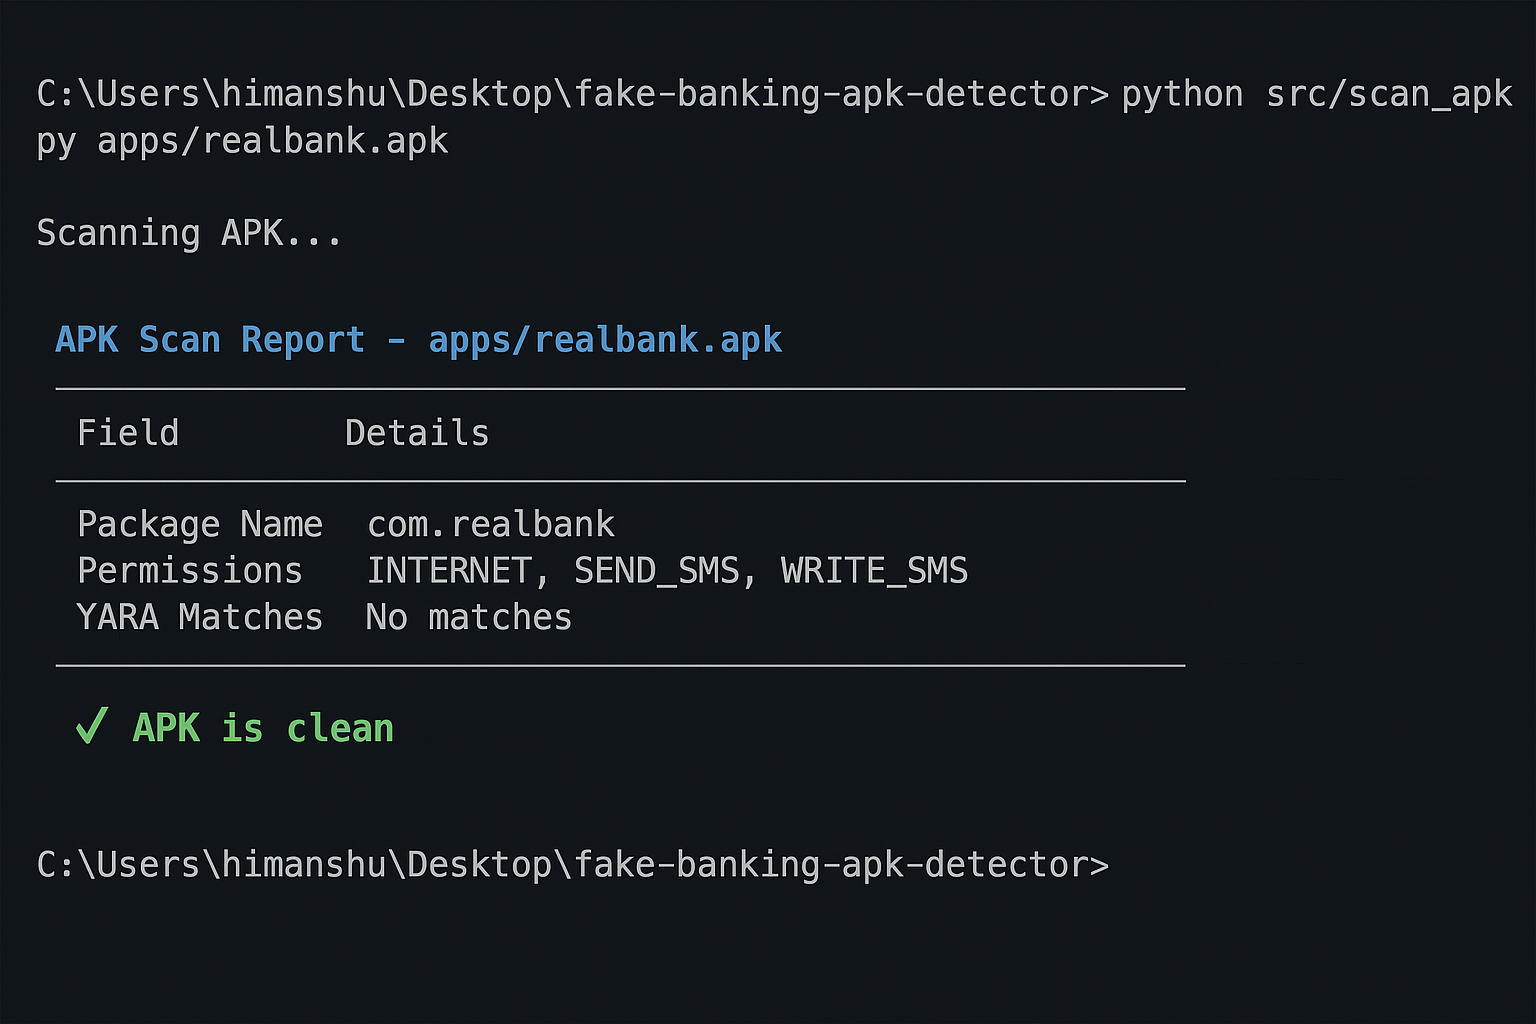 C:\Users\himanshu\Desktop\fake-banking-apk-detector> python src/scan_apk
py apps/realbank.apk
Scanning APK...
APK Scan Report – apps/realbank.apk
Field Details
Package Name com.realbank
Permissions INTERNET, SEND_SMS, WRITE_SMS
YARA Matches No matches
✓ APK is clean
C:\Users\himanshu\Desktop\fake-banking-apk-detector>